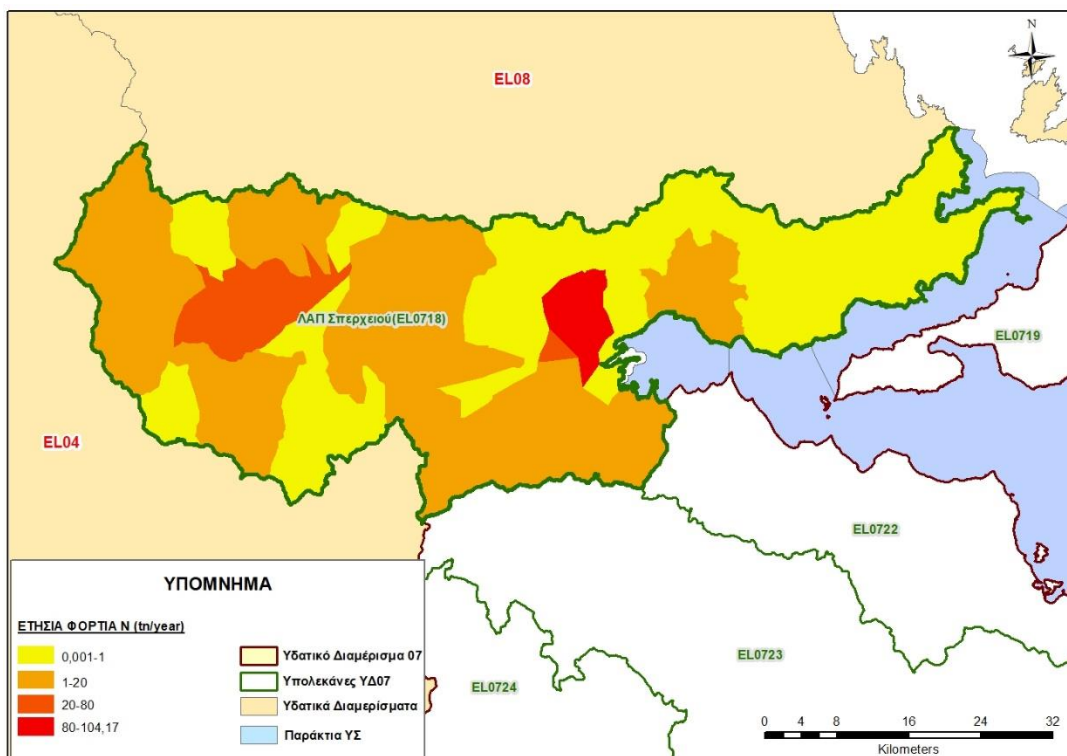 N
EL08
ΛΑΠ Σπερχειού(EL0718)
EL0719
EL04
EL0722
EL0723
EL0724
ΥΠΟΜΝΗΜΑ
ΕΤΗΣΙΑ ΦΟΡΤΙΑ Ν (tn/year)
0,001-1
1-20
20-80
80-104,17
Υδατικό Διαμέρισμα 07
Υπολεκάνες ΥΔ07
Υδατικά Διαμερίσματα
Παράκτια ΥΣ
0 4 8 16 24 32
Kilometers